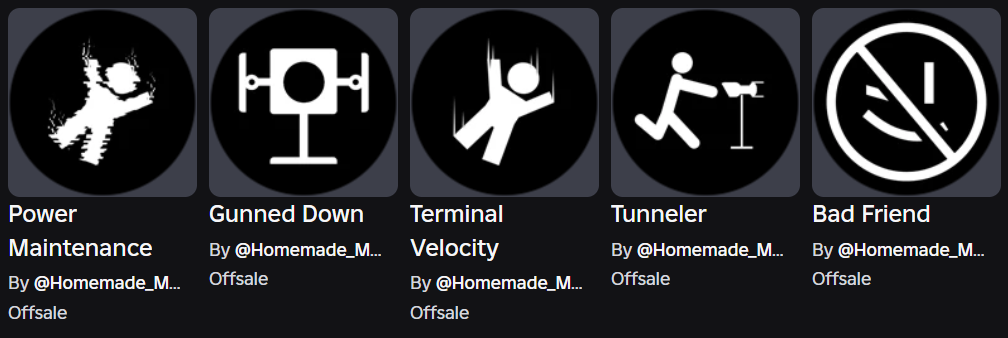 Power
Maintenance
By @Homemade_M...
Offsale
Gunned Down
By @Homemade_M...
Offsale
Terminal
Velocity
By @Homemade_M...
Offsale
Tunneler
By @Homemade_M...
Offsale
Bad Friend
By @Homemade_M...
Offsale